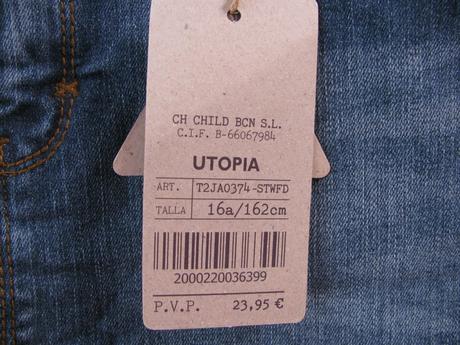 CH CHILD BCN S.L.
C.I.F. B-66067984
UTOPIA
ART. T2JA0374-STWFD
TALLA 16a/162cm
2000220036399
P.V.P. 23,95 €